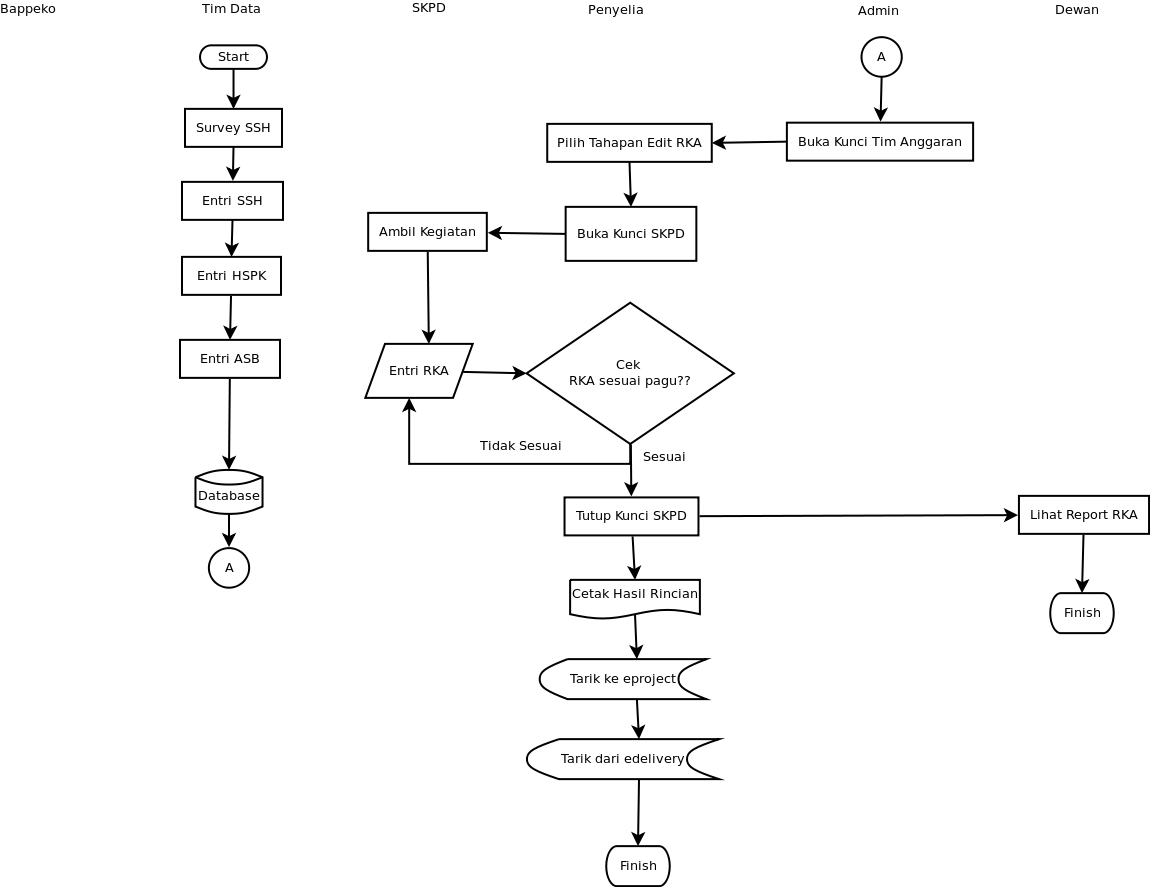 Bappeko
Tim Data
SKPD
Penyelia
Admin
Dewan
Start
Survey SSH
Entri SSH
Entri HSPK
Entri ASB
Database
A
A
Buka Kunci Tim Anggaran
Pilih Tahapan Edit RKA
Buka Kunci SKPD
Ambil Kegiatan
Entri RKA
Cek
RKA sesuai pagu??
Tidak Sesuai
Sesuai
Tutup Kunci SKPD
Lihat Report RKA
Finish
Cetak Hasil Rincian
Tarik ke eproject
Tarik dari edelivery
Finish